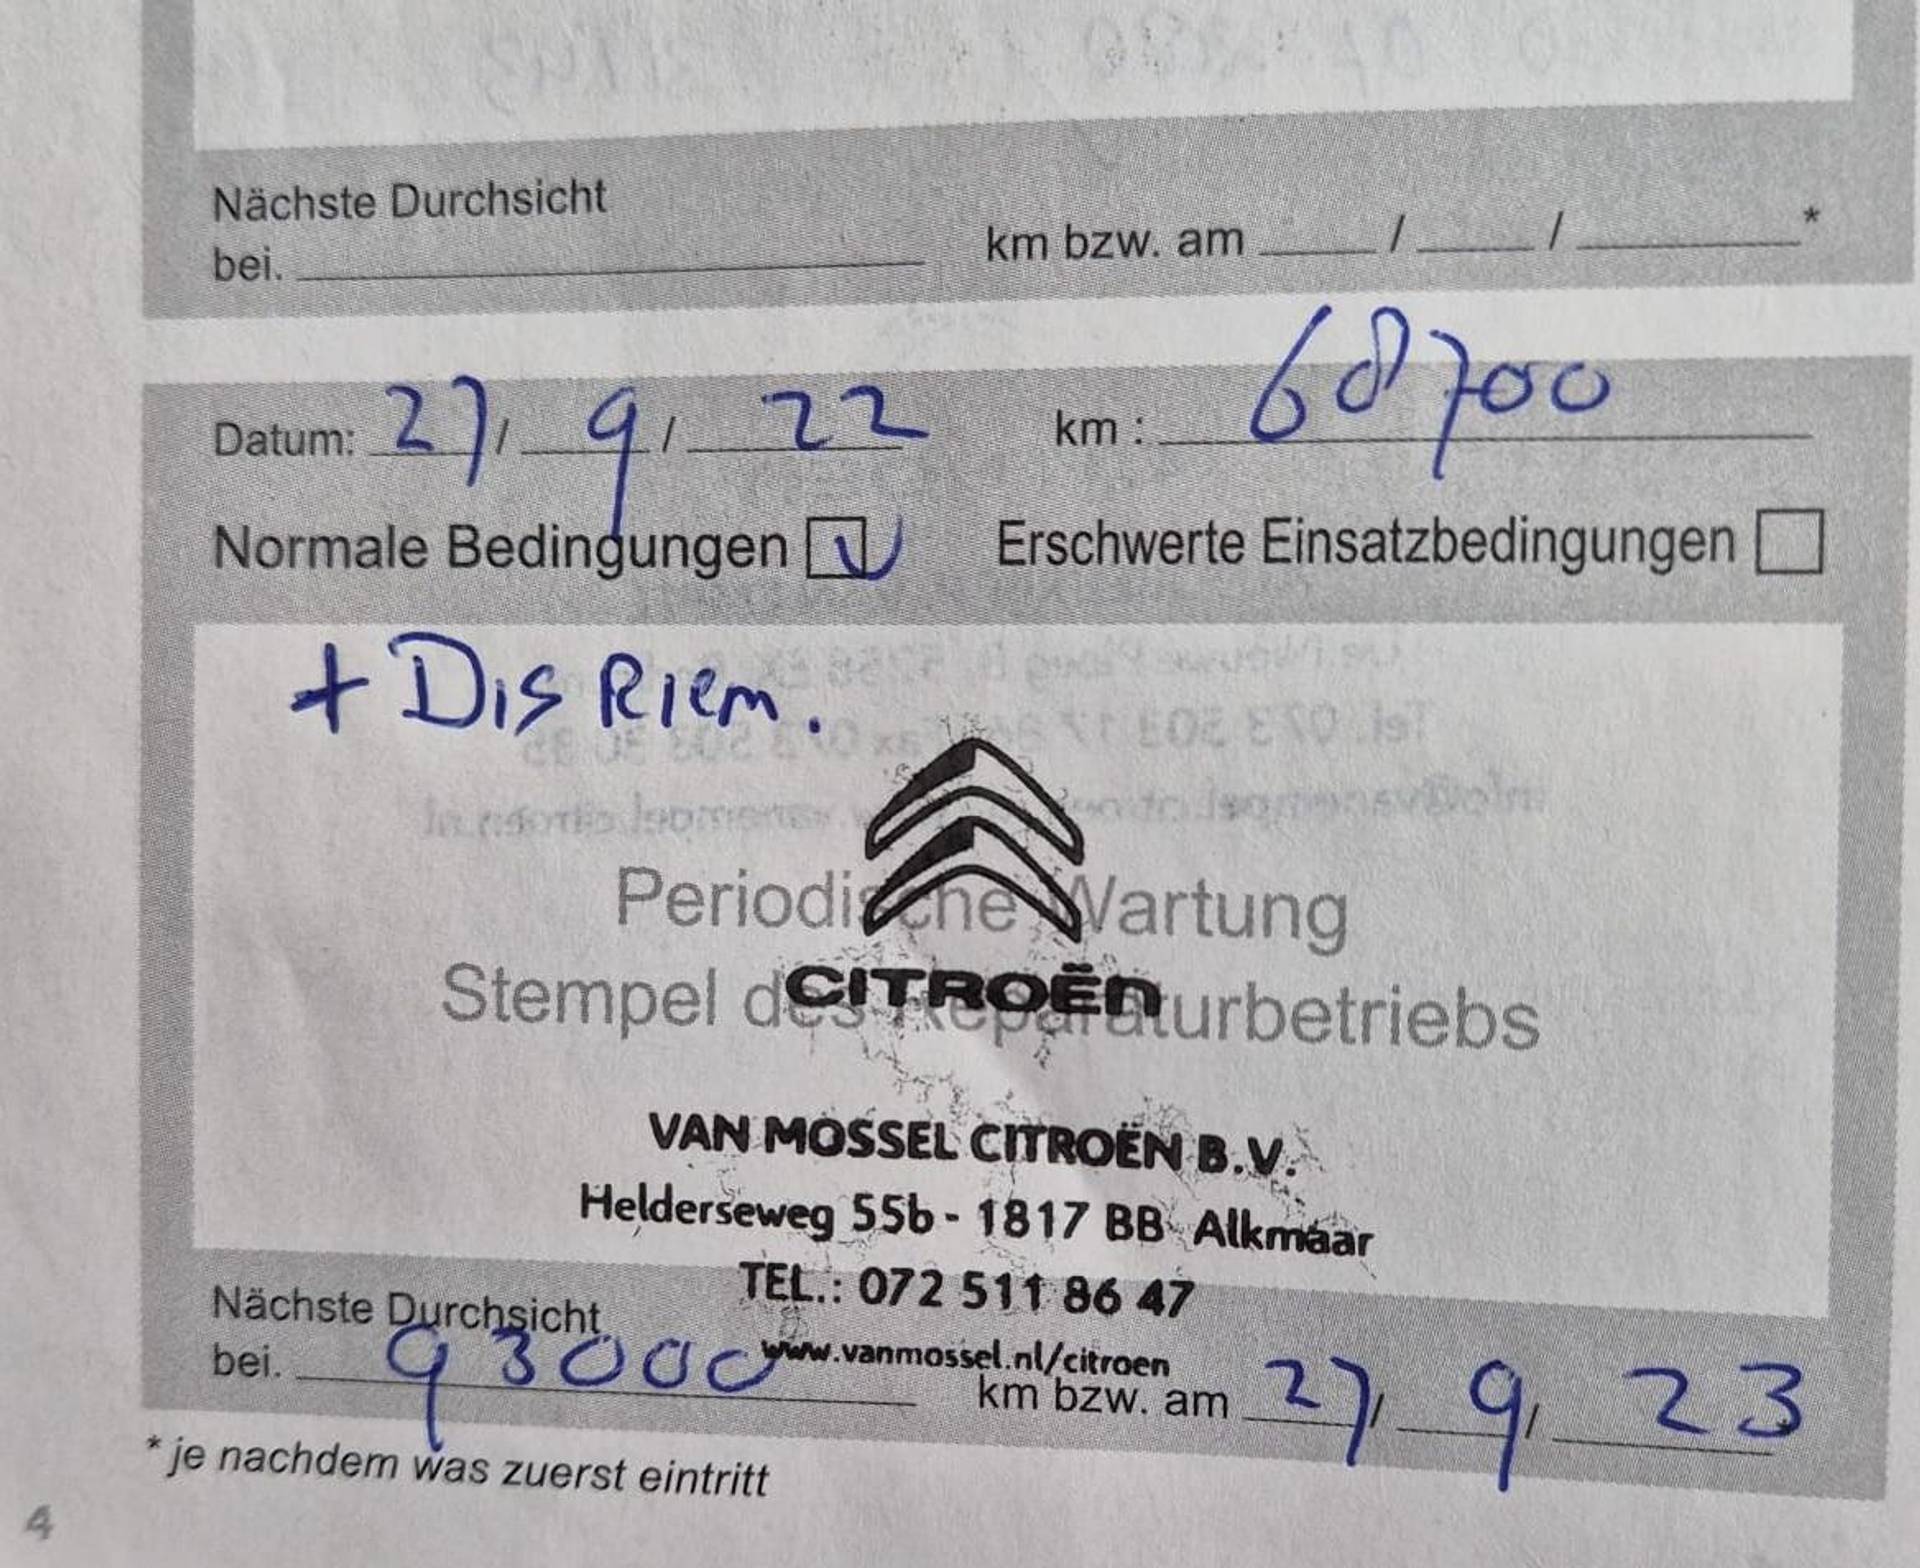 Nächste Durchsicht
bei. km bzw. am / / *
Datum: 27/ 9/ 22 km : 68700
Normale Bedingungen Erschwerte Einsatzbedingungen
+ Dis Riem.
Periodische Wartung
Stempel des Reparaturbetriebs
CITROËN
VAN MOSSEL CITROËN B.V.
Helderseweg 55b - 1817 BB Alkmaar
TEL.: 072 511 86 47
www.vanmossel.nl/citroen
Nächste Durchsicht
bei. 93000 km bzw. am 27/ 9/ 23
* je nachdem was zuerst eintritt
4